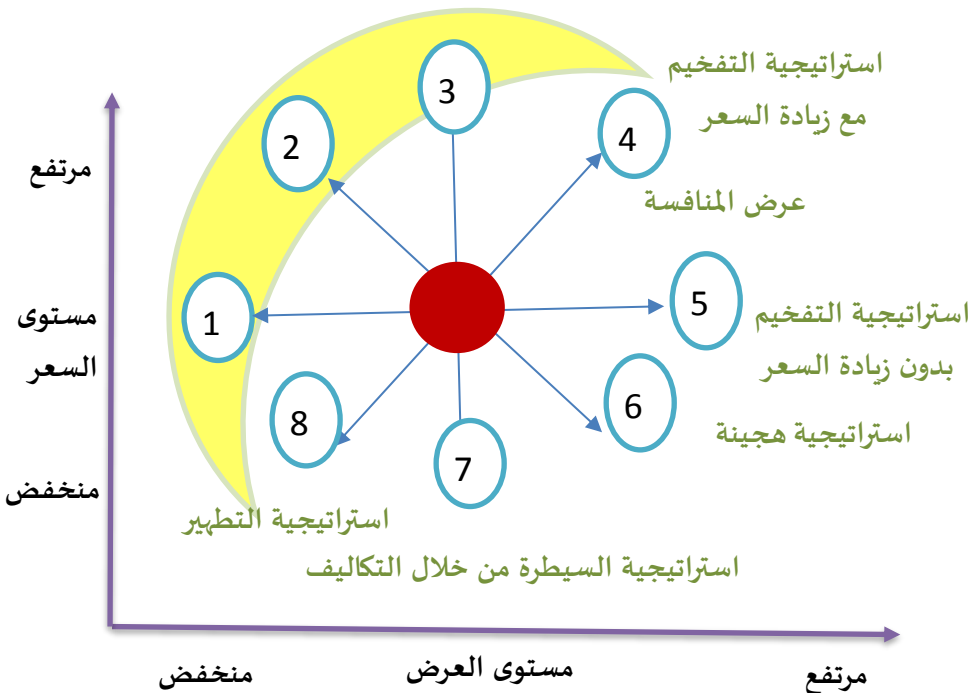 استراتيجية التفخيم
مع زيادة السعر
3
4
2
مرتفع
عرض المنافسة
5
1
استراتيجية التفخيم
بدون زيادة السعر
مستوى
السعر
6
8
استراتيجية هجينة
7
منخفض
استراتيجية التطهير
استراتيجية السيطرة من خلال التكاليف
منخفض
مستوى العرض
مرتفع